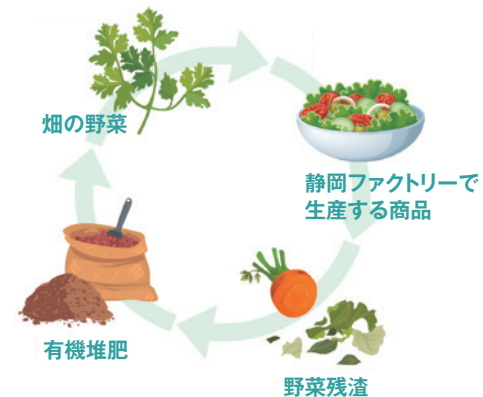 畑の野菜
静岡ファクトリーで
生産する商品
野菜残渣
有機堆肥